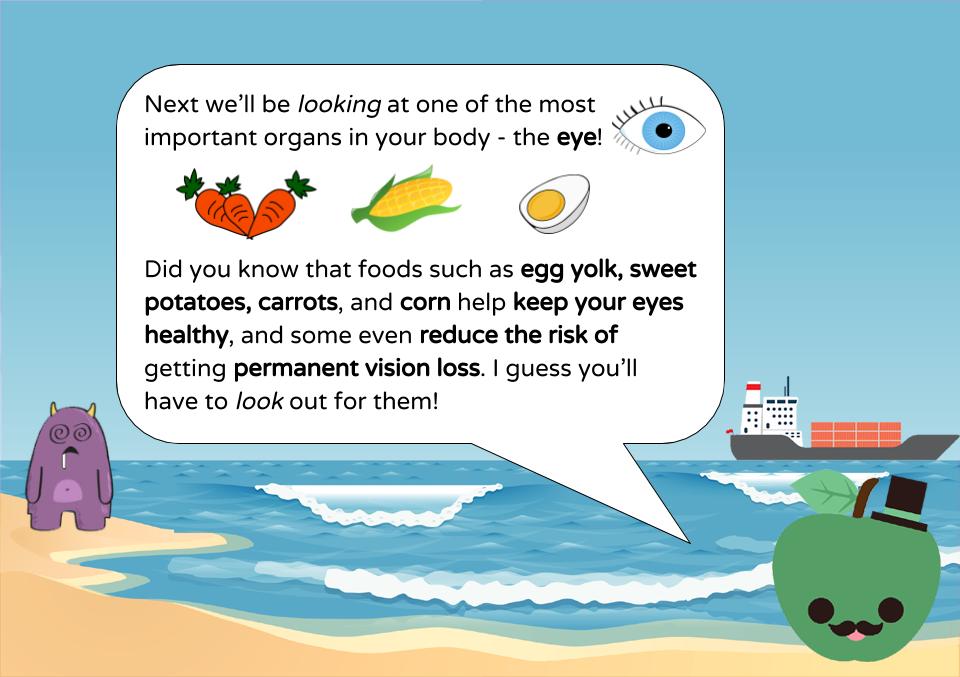 Next we'll be looking at one of the most
important organs in your body - the eye!
Did you know that foods such as egg yolk, sweet
potatoes, carrots, and corn help keep your eyes
healthy, and some even reduce the risk of
getting permanent vision loss. I guess you'll
have to look out for them!